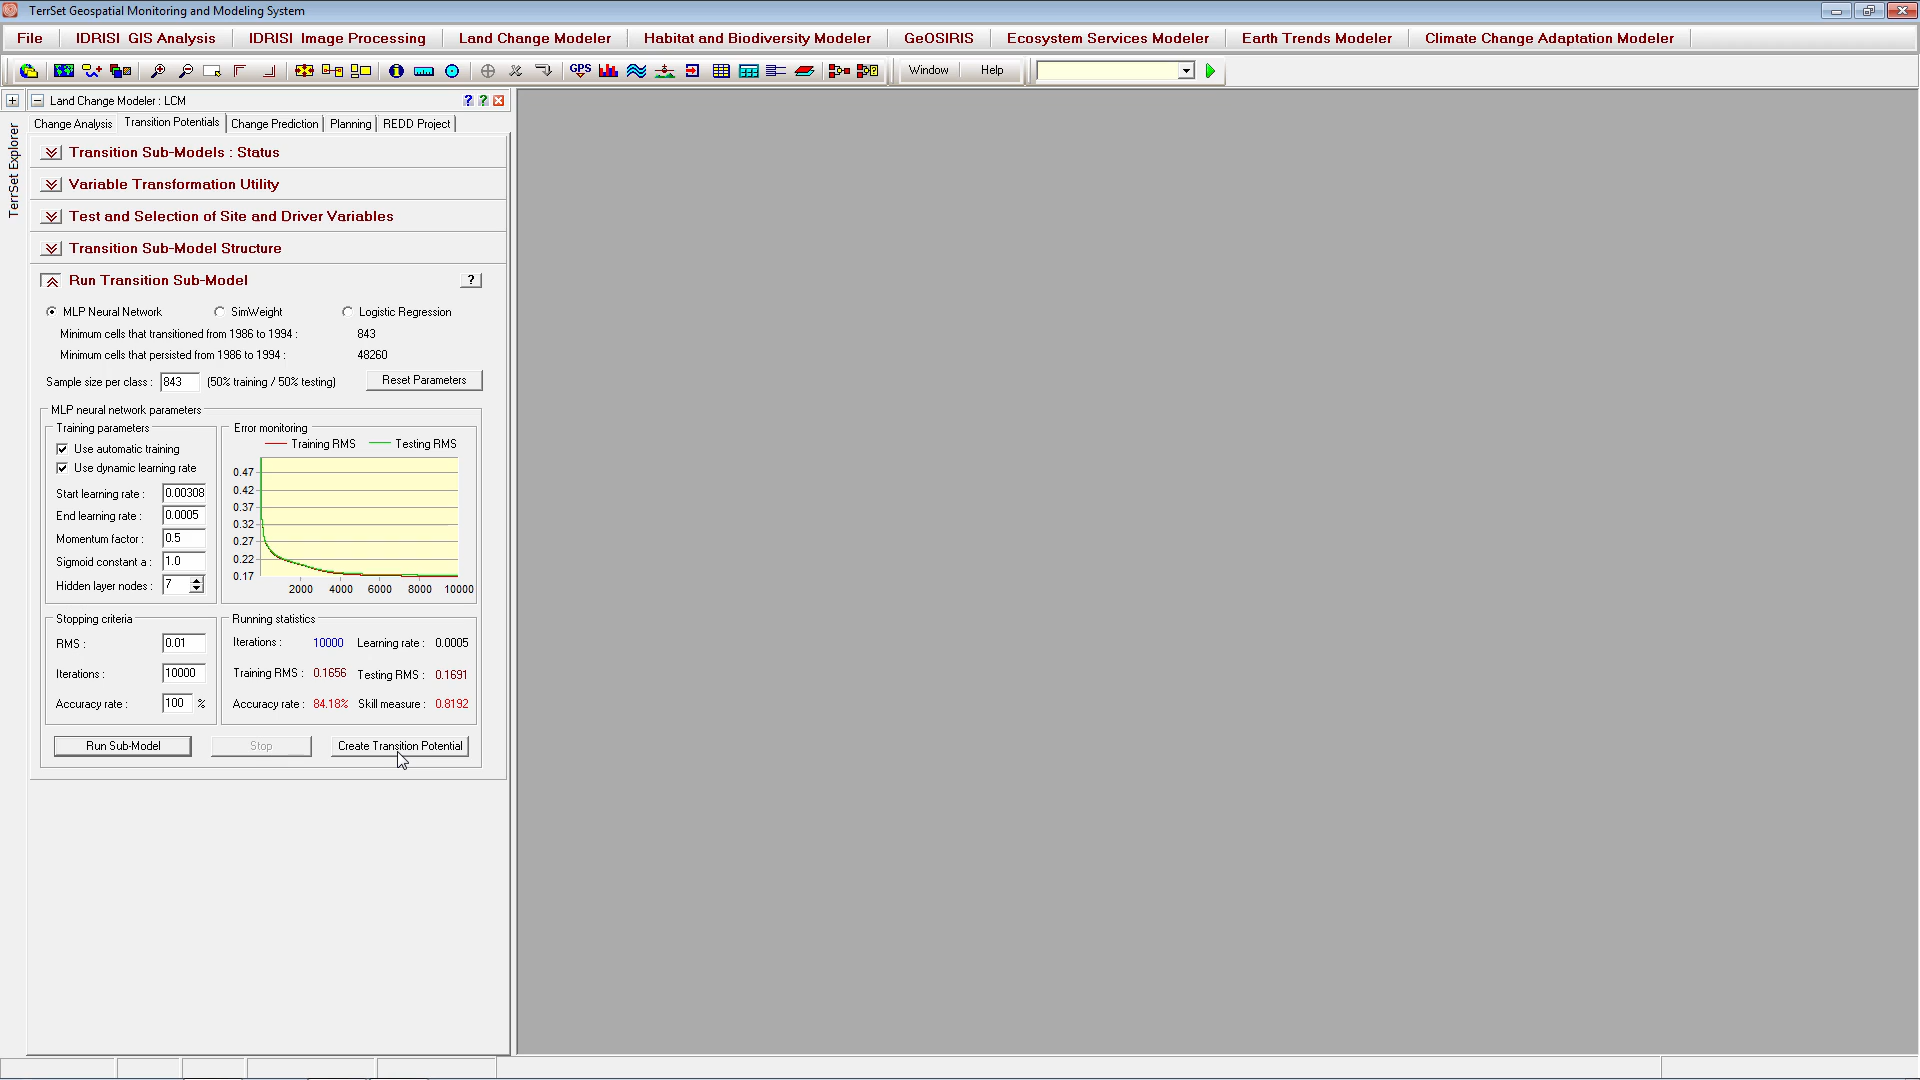 TerrSet Geospatial Monitoring and Modeling System
File IDRISI GIS Analysis IDRISI Image Processing Land Change Modeler Habitat and Biodiversity Modeler GeOSIRIS Ecosystem Services Modeler Earth Trends Modeler Climate Change Adaptation Modeler
GPS Window Help
Land Change Modeler : LCM ? ?
TerrSet Explorer
Change Analysis Transition Potentials Change Prediction Planning REDD Project
Transition Sub-Models : Status
Variable Transformation Utility
Test and Selection of Site and Driver Variables
Transition Sub-Model Structure
Run Transition Sub-Model ?
MLP Neural Network SimWeight Logistic Regression
Minimum cells that transitioned from 1986 to 1994 : 843
Minimum cells that persisted from 1986 to 1994 : 48260
Sample size per class : 843 (50% training / 50% testing) Reset Parameters
MLP neural network parameters
Training parameters
Use automatic training
Use dynamic learning rate
Start learning rate : 0.00308
End learning rate : 0.0005
Momentum factor : 0.5
Sigmoid constant a : 1.0
Hidden layer nodes : 7
Error monitoring
Training RMS Testing RMS
0.47
0.42
0.37
0.32
0.27
0.22
0.17
2000 4000 6000 8000 10000
Stopping criteria
RMS : 0.01
Iterations : 10000
Accuracy rate : 100 %
Running statistics
Iterations : 10000 Learning rate : 0.0005
Training RMS : 0.1656 Testing RMS : 0.1691
Accuracy rate : 84.18% Skill measure : 0.8192
Run Sub-Model Stop Create Transition Potential